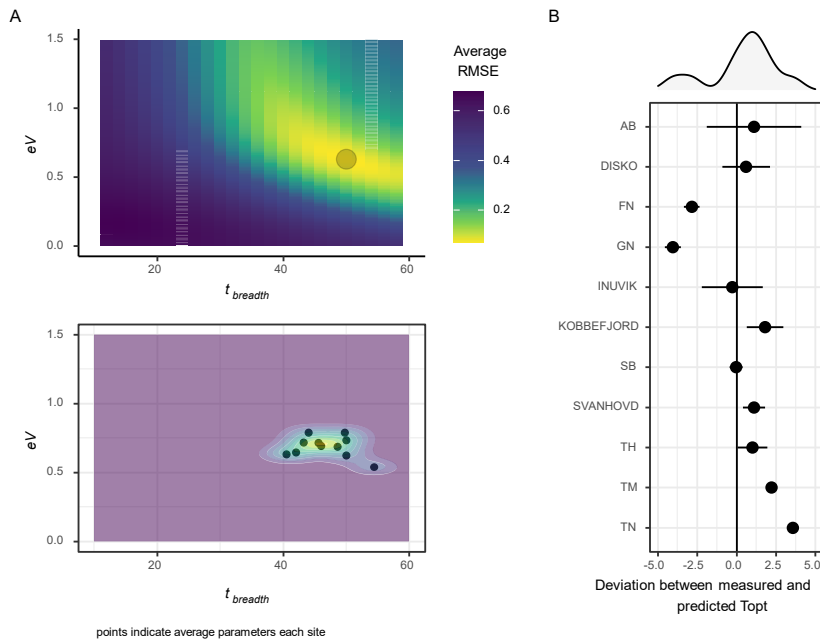 A
B
1.5
1.0
0.5
0.0
eV
20
40
60
t breadth
Average
RMSE
0.6
0.4
0.2
1.5
1.0
0.5
0.0
eV
20
40
60
t breadth
points indicate average parameters each site
AB
DISKO
FN
GN
INUVIK
KOBBEFJORD
SB
SVANHOVD
TH
TM
TN
-5.0 -2.5 0.0 2.5 5.0
Deviation between measured and
predicted Topt